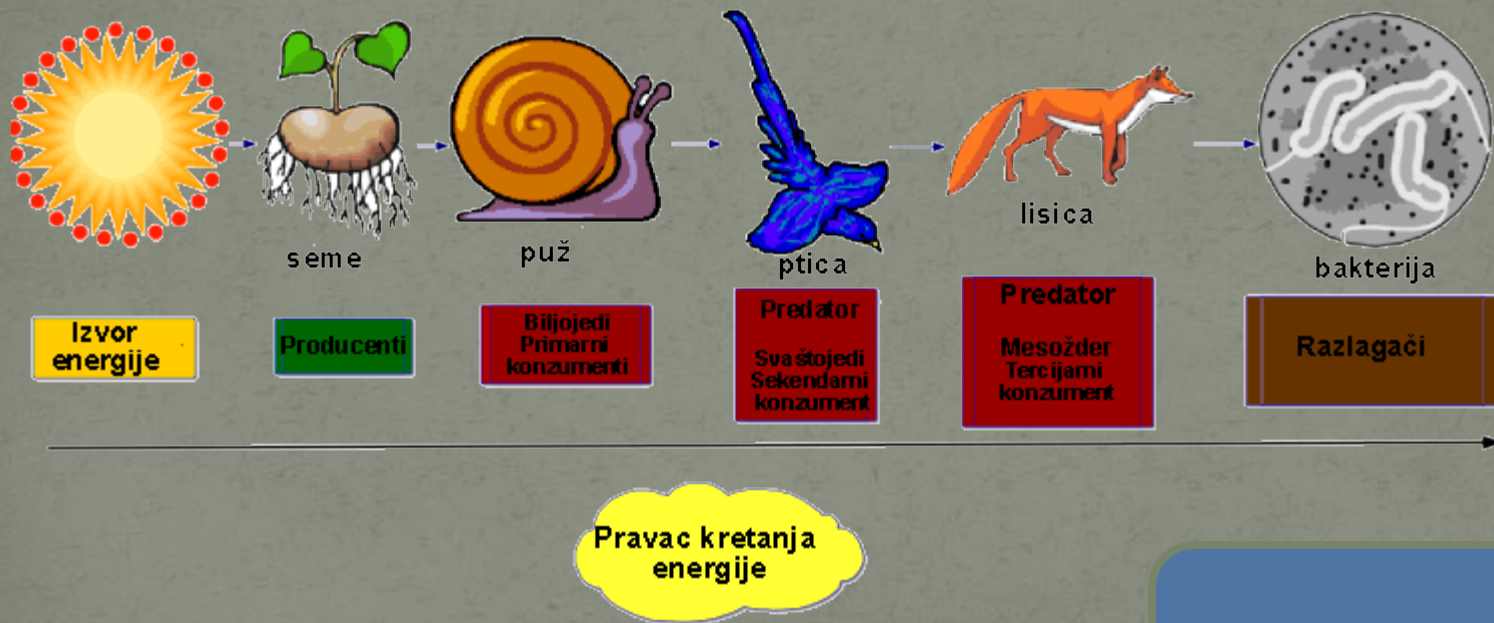 seme
puž
ptica
lisica
bakterija
Izvor
energije
Producenti
Biljojedi
Primarni
konzumenti
Predator
Svaštojedi
Sekendarni
konzument
Predator
Mesožder
Tercijarni
konzument
Razlagači
Pravac kretanja
energije